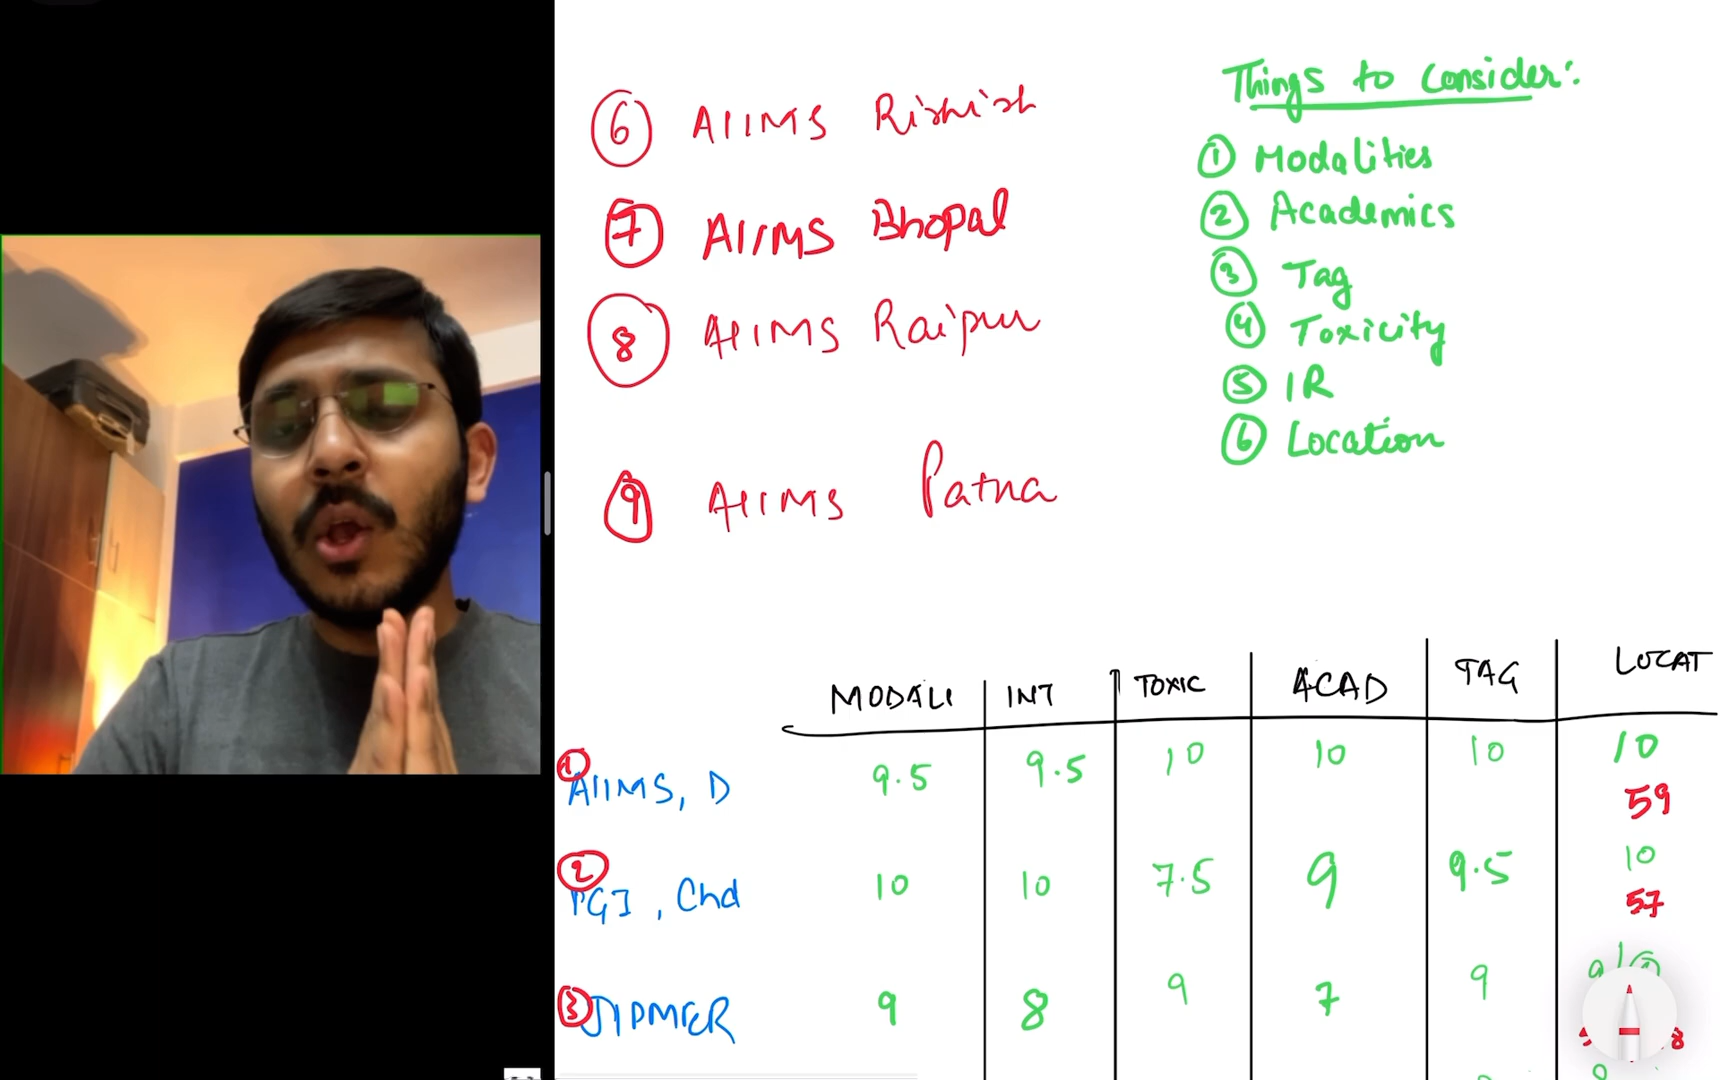 6 AIIMS Rishish
7 AIIMS Bhopal
8 AIIMS Raipur
9 AIIMS Patna
Things to consider:
1 Modalities
2 Academics
3 Tag
4 Toxicity
5 IR
6 Location
MODALI INT ↑ TOXIC ACAD TAG LOCAT
1 AIIMS, D 9.5 9.5 10 10 10 10
59
2 PGI, Chd 10 10 7.5 9 9.5 10
57
3 JIPMER 9 8 9 7 9
8